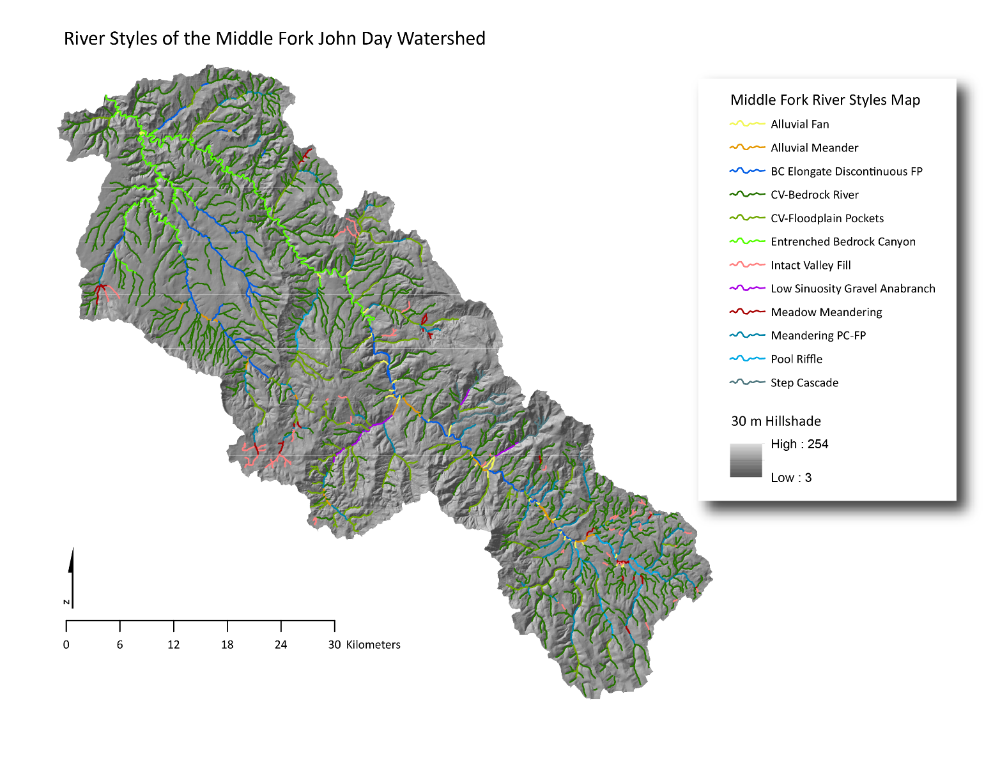 River Styles of the Middle Fork John Day Watershed
Middle Fork River Styles Map
Alluvial Fan
Alluvial Meander
BC Elongate Discontinuous FP
CV-Bedrock River
CV-Floodplain Pockets
Entrenched Bedrock Canyon
Intact Valley Fill
Low Sinuosity Gravel Anabranch
Meadow Meandering
Meandering PC-FP
Pool Riffle
Step Cascade
30 m Hillshade
High : 254
Low : 3
N
0 6 12 18 24 30 Kilometers